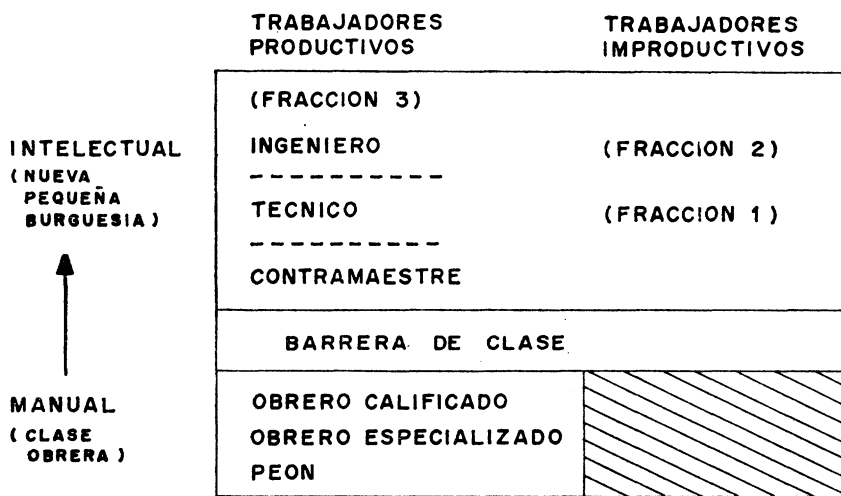 TRABAJADORES PRODUCTIVOS
TRABAJADORES IMPRODUCTIVOS
(FRACCION 3)
INTELECTUAL
(NUEVA
PEQUEÑA
BURGUESIA)
INGENIERO
(FRACCION 2)
TECNICO
(FRACCION 1)
CONTRAMAESTRE
BARRERA DE CLASE
MANUAL
(CLASE
OBRERA)
OBRERO CALIFICADO
OBRERO ESPECIALIZADO
PEON